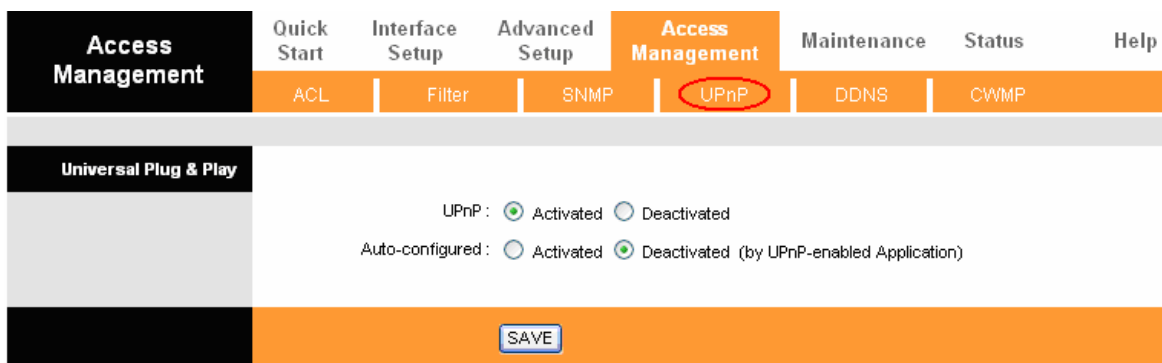 Access Management
Quick Start
Interface Setup
Advanced Setup
Access Management
Maintenance
Status
Help
ACL
Filter
SNMP
UPnP
DDNS
CWMP
Universal Plug & Play
UPnP : Activated Deactivated
Auto-configured : Activated Deactivated (by UPnP-enabled Application)
SAVE